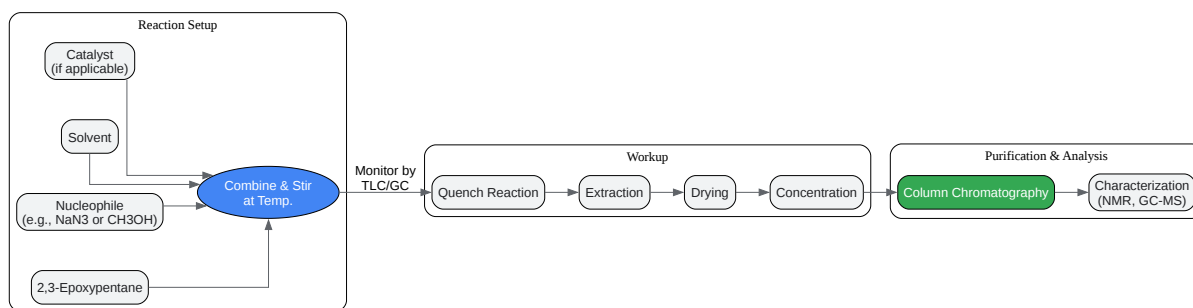 Reaction Setup
Catalyst
(if applicable)
Solvent
Nucleophile
(e.g., NaN3 or CH3OH)
2,3-Epoxypentane
Combine & Stir
at Temp.
Monitor by
TLC/GC
Workup
Quench Reaction
Extraction
Drying
Concentration
Purification & Analysis
Column Chromatography
Characterization
(NMR, GC-MS)